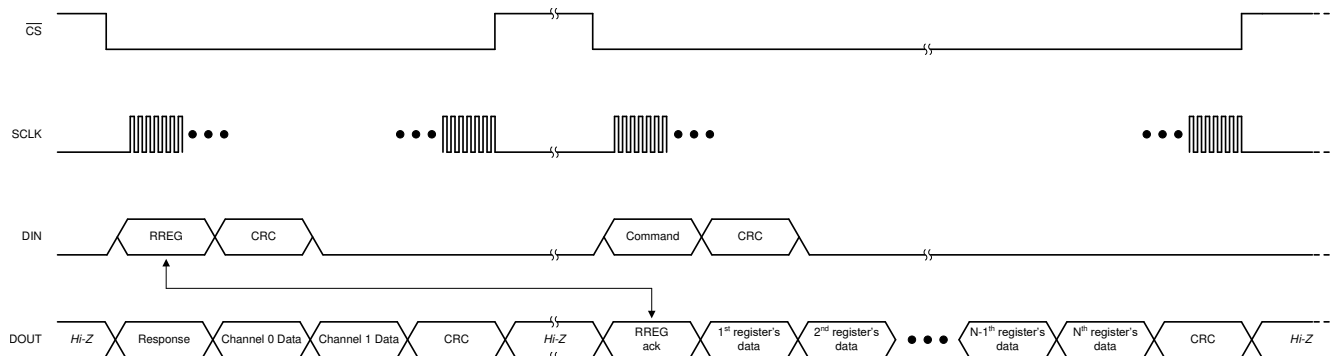 CS
SCLK
DIN
RREG
CRC
Command
CRC
DOUT
Hi-Z
Response
Channel 0 Data
Channel 1 Data
CRC
Hi-Z
RREG
ack
1st register's
data
2nd register's
data
N-1th register's
data
Nth register's
data
CRC
Hi-Z